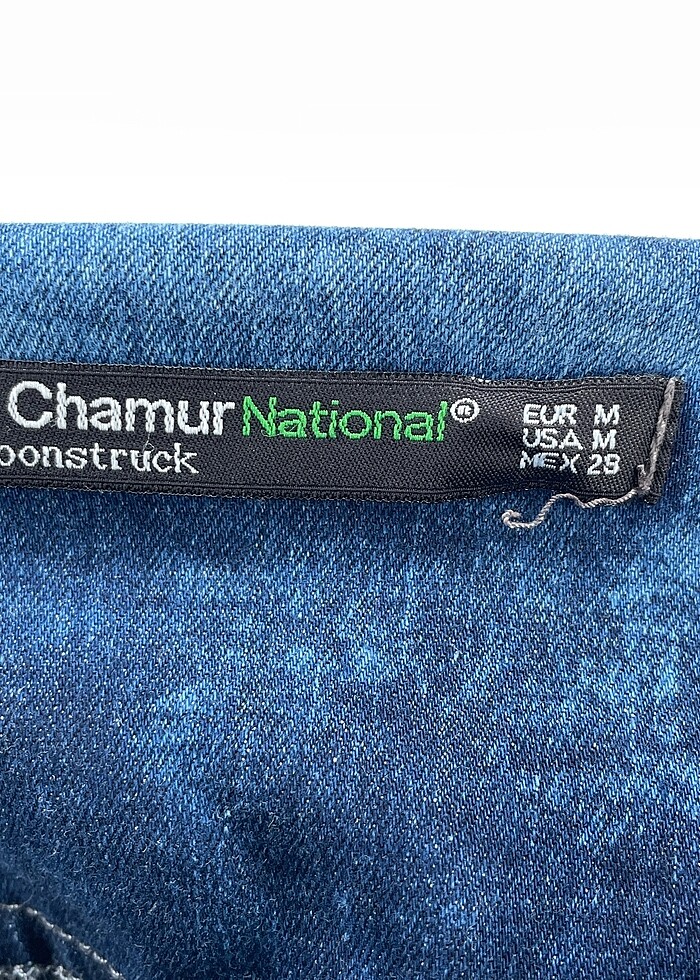 Chamur National®
oonstruck
EUR M
USA M
MEX 28